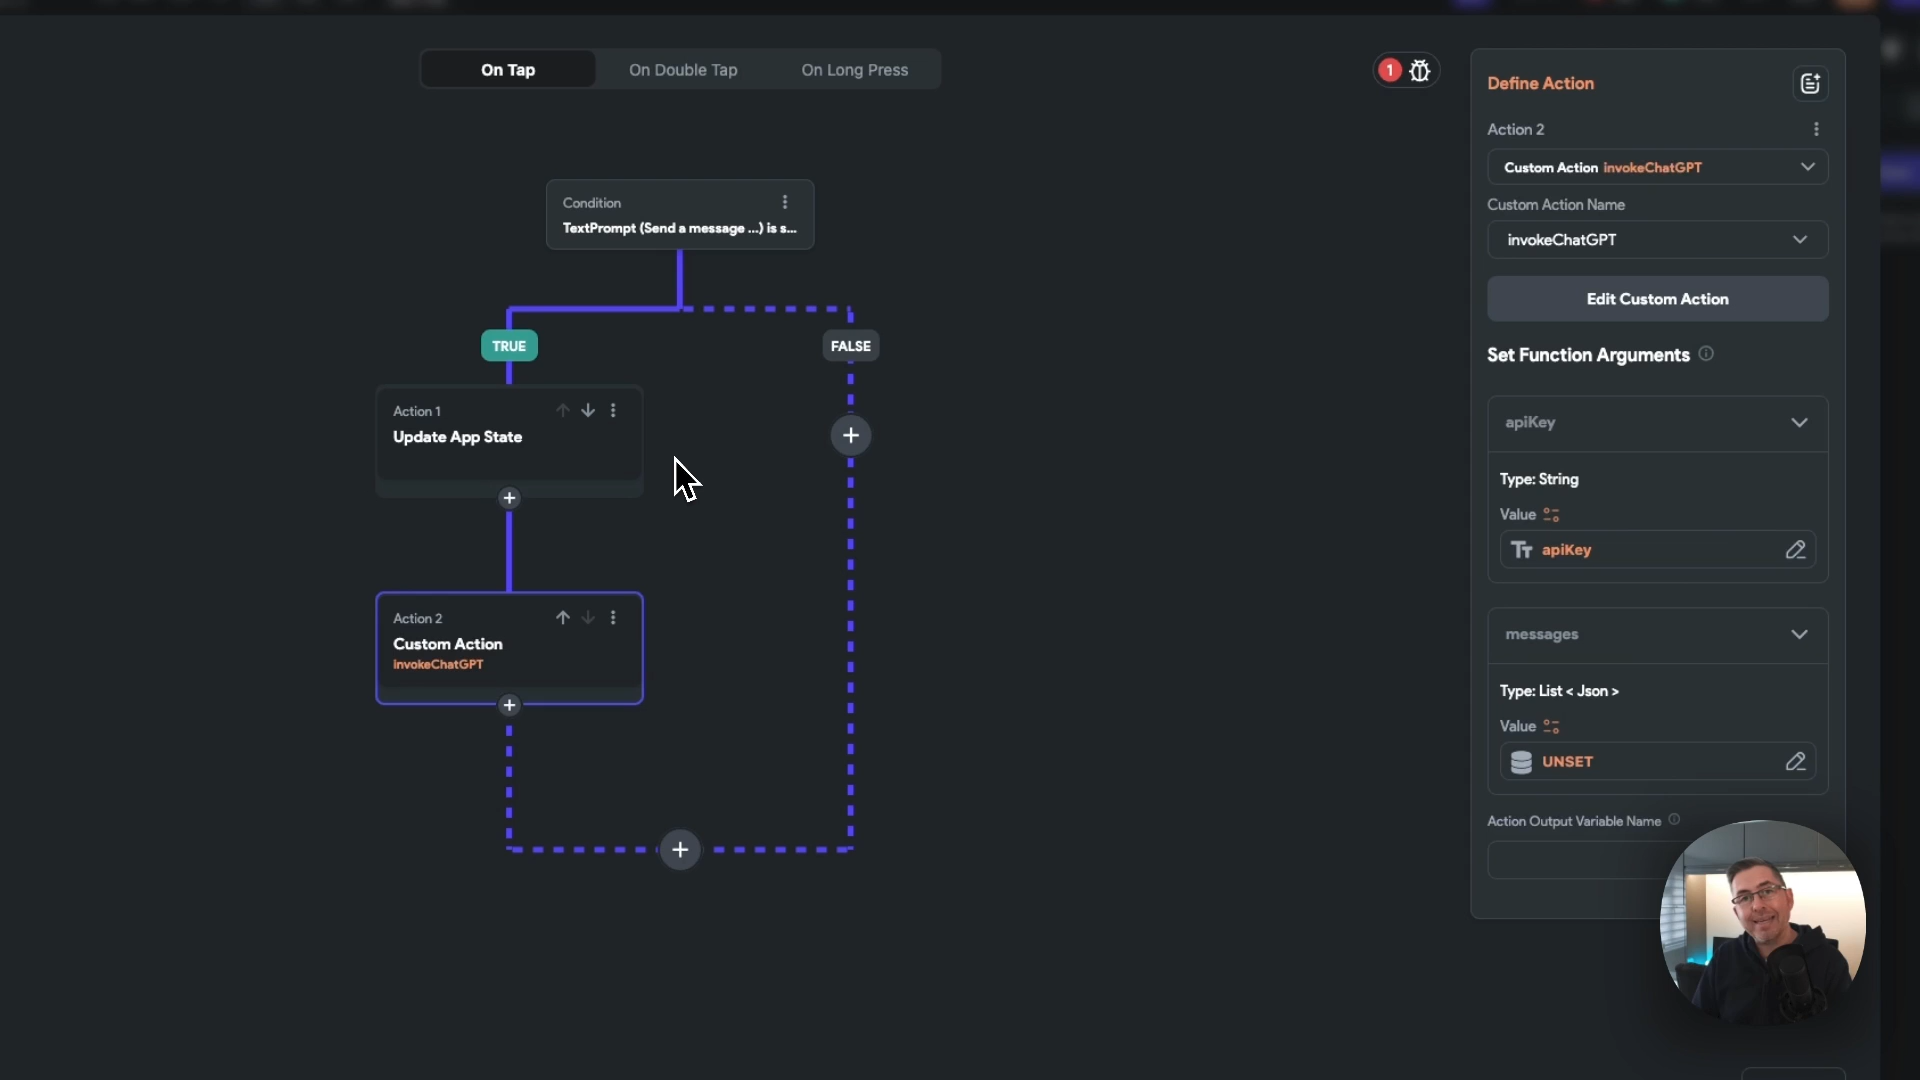 On Tap
On Double Tap
On Long Press
1
Condition
TextPrompt (Send a message ...) is s...
TRUE
FALSE
Action 1
Update App State
Action 2
Custom Action
invokeChatGPT
Define Action
Action 2
Custom Action invokeChatGPT
Custom Action Name
invokeChatGPT
Edit Custom Action
Set Function Arguments
apiKey
Type: String
Value
Tт apiKey
messages
Type: List < Json >
Value
UNSET
Action Output Variable Name